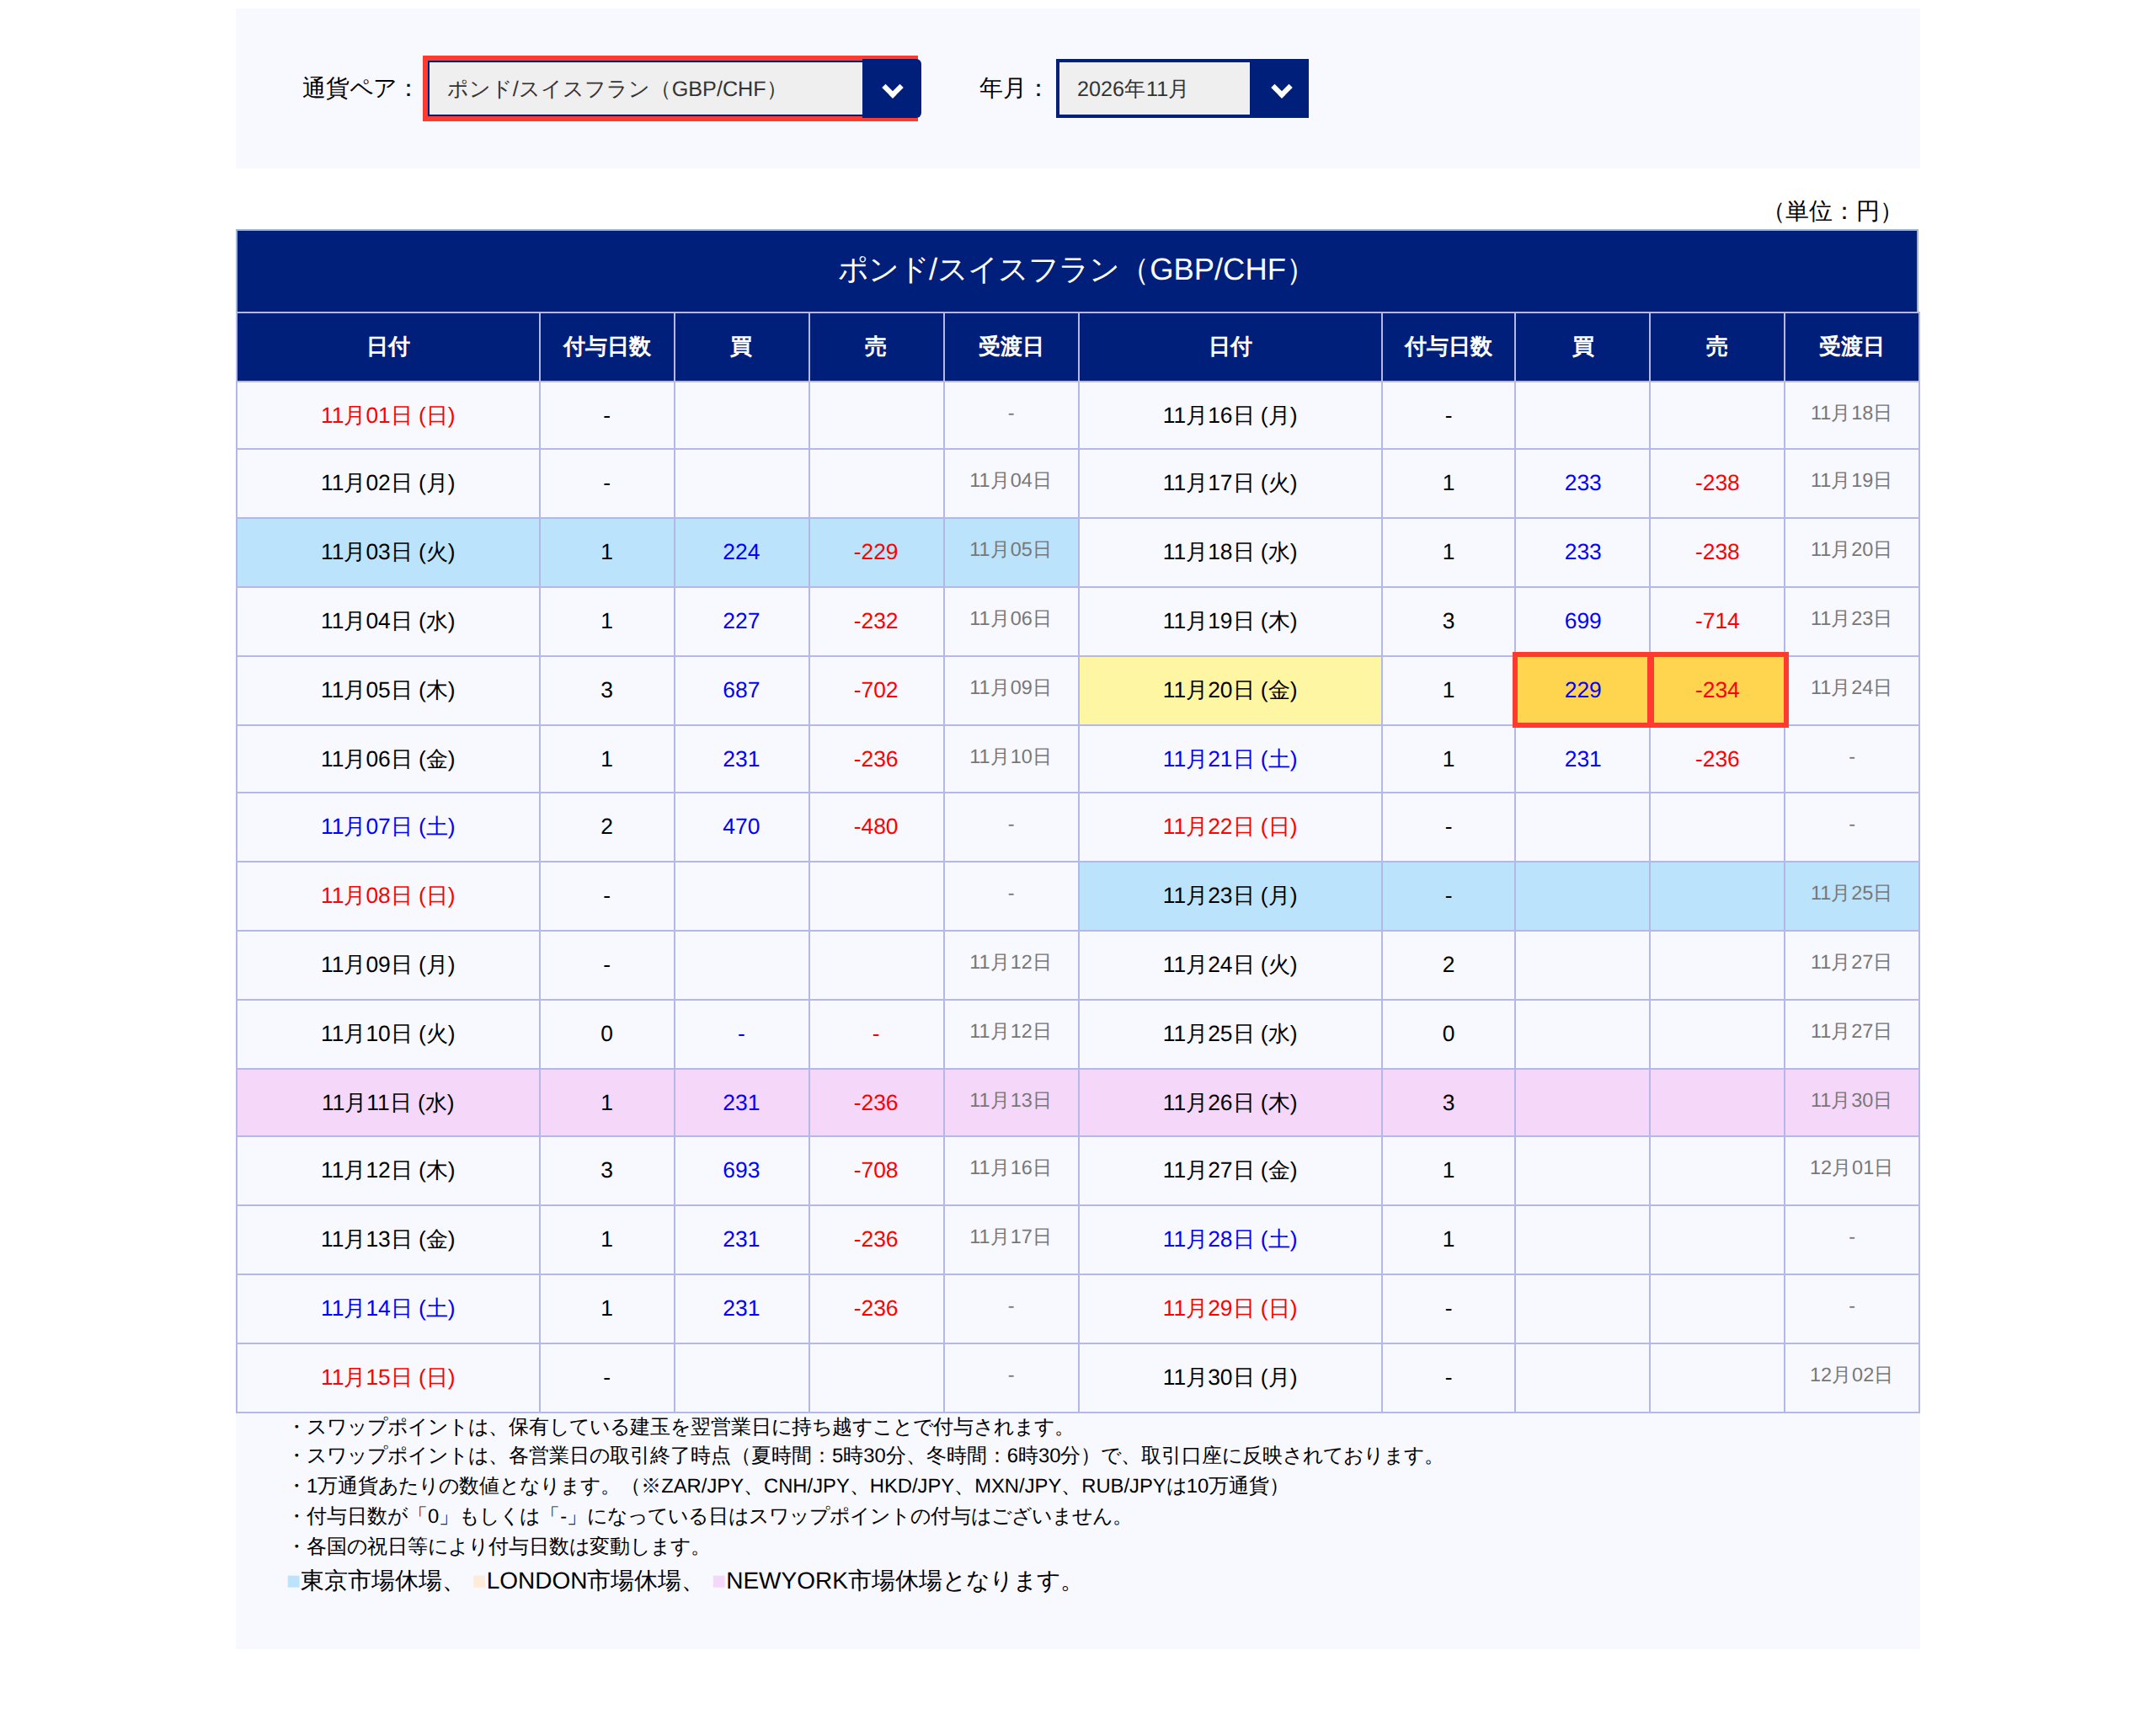 通貨ペア： ポンド/スイスフラン（GBP/CHF） 年月： 2026年11月
（単位：円）
ポンド/スイスフラン（GBP/CHF）
日付 付与日数 買 売 受渡日 日付 付与日数 買 売 受渡日
11月01日 (日) - - 11月16日 (月) - 11月18日
11月02日 (月) - 11月04日 11月17日 (火) 1 233 -238 11月19日
11月03日 (火) 1 224 -229 11月05日 11月18日 (水) 1 233 -238 11月20日
11月04日 (水) 1 227 -232 11月06日 11月19日 (木) 3 699 -714 11月23日
11月05日 (木) 3 687 -702 11月09日 11月20日 (金) 1 229 -234 11月24日
11月06日 (金) 1 231 -236 11月10日 11月21日 (土) 1 231 -236 -
11月07日 (土) 2 470 -480 - 11月22日 (日) - -
11月08日 (日) - - 11月23日 (月) - 11月25日
11月09日 (月) - 11月12日 11月24日 (火) 2 11月27日
11月10日 (火) 0 - - 11月12日 11月25日 (水) 0 11月27日
11月11日 (水) 1 231 -236 11月13日 11月26日 (木) 3 11月30日
11月12日 (木) 3 693 -708 11月16日 11月27日 (金) 1 12月01日
11月13日 (金) 1 231 -236 11月17日 11月28日 (土) 1 -
11月14日 (土) 1 231 -236 - 11月29日 (日) - -
11月15日 (日) - - 11月30日 (月) - 12月02日
・スワップポイントは、保有している建玉を翌営業日に持ち越すことで付与されます。
・スワップポイントは、各営業日の取引終了時点（夏時間：5時30分、冬時間：6時30分）で、取引口座に反映されております。
・1万通貨あたりの数値となります。（※ZAR/JPY、CNH/JPY、HKD/JPY、MXN/JPY、RUB/JPYは10万通貨）
・付与日数が「0」もしくは「-」になっている日はスワップポイントの付与はございません。
・各国の祝日等により付与日数は変動します。
■東京市場休場、 ■LONDON市場休場、 ■NEWYORK市場休場となります。